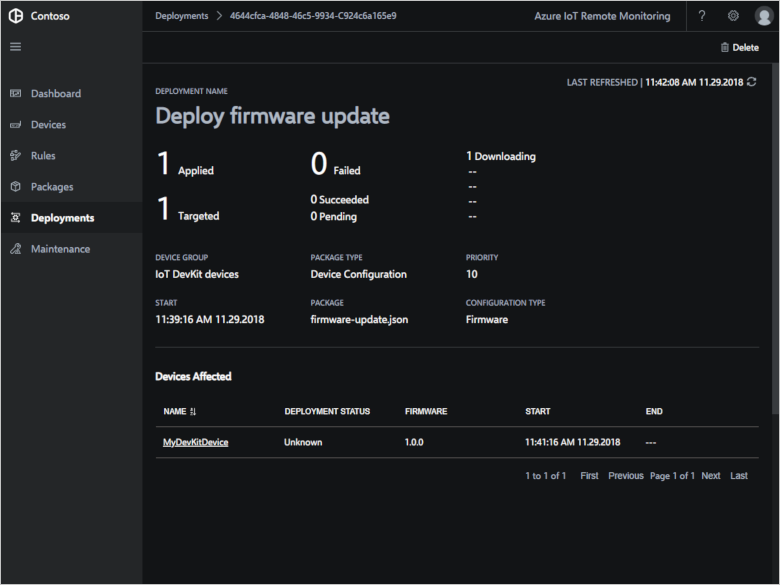 Contoso
Deployments > 4644cfca-4848-46c5-9934-C924c6a165e9
Azure IoT Remote Monitoring
?
Delete
Dashboard
Devices
Rules
Packages
Deployments
Maintenance
LAST REFRESHED | 11:42:08 AM 11.29.2018
DEPLOYMENT NAME
Deploy firmware update
1 Applied
0 Failed
1 Downloading
--
--
1 Targeted
0 Succeeded
0 Pending
--
--
DEVICE GROUP
IoT DevKit devices
PACKAGE TYPE
Device Configuration
PRIORITY
10
START
11:39:16 AM 11.29.2018
PACKAGE
firmware-update.json
CONFIGURATION TYPE
Firmware
Devices Affected
NAME DEPLOYMENT STATUS FIRMWARE START END
MyDevKitDevice Unknown 1.0.0 11:41:16 AM 11.29.2018 ---
1 to 1 of 1 First Previous Page 1 of 1 Next Last